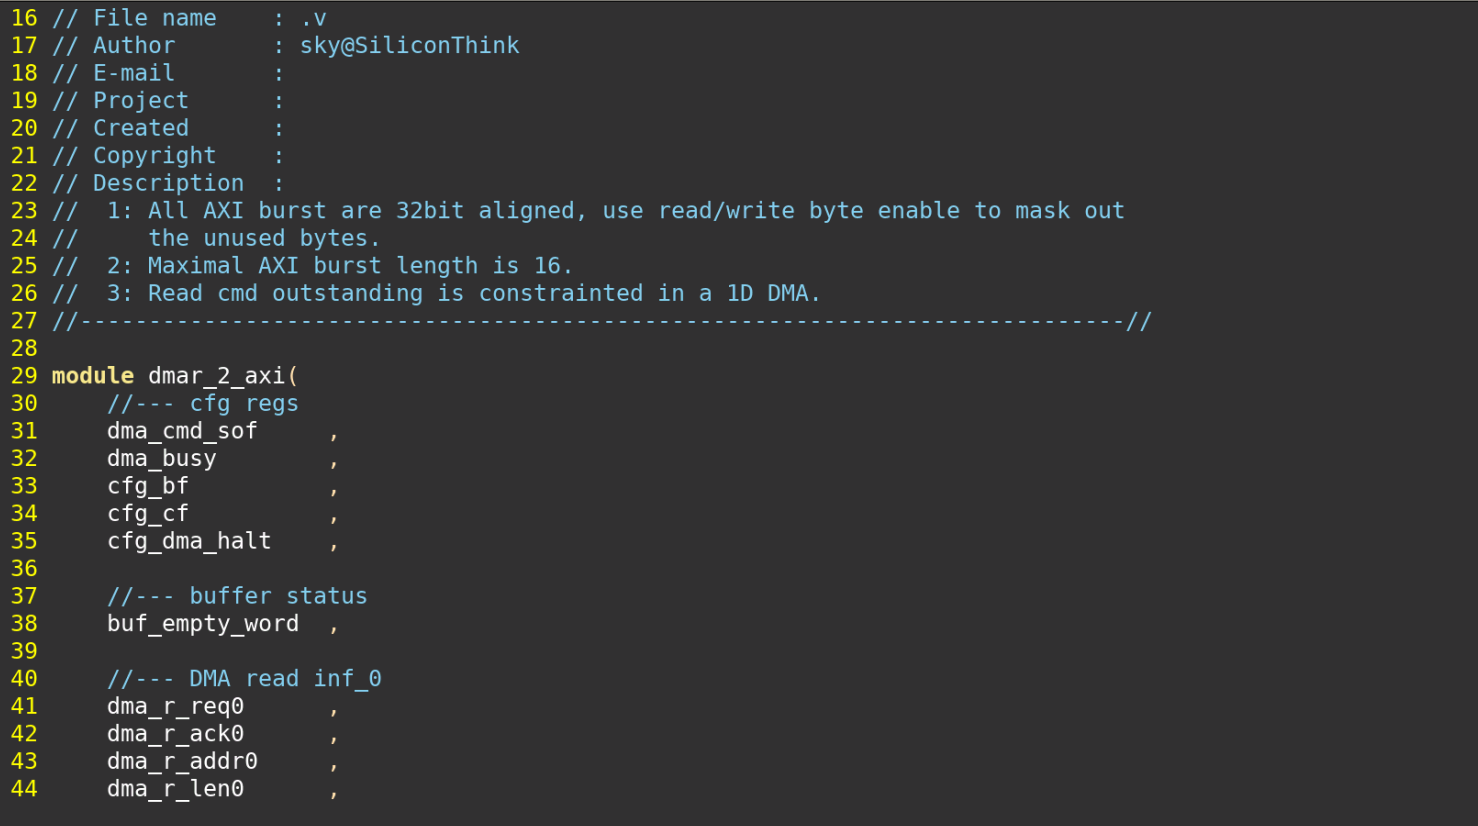 16 // File name    : .v
17 // Author       : sky@SiliconThink
18 // E-mail       :
19 // Project      :
20 // Created      :
21 // Copyright    :
22 // Description  :
23 //  1: All AXI burst are 32bit aligned, use read/write byte enable to mask out
24 //     the unused bytes.
25 //  2: Maximal AXI burst length is 16.
26 //  3: Read cmd outstanding is constrainted in a 1D DMA.
27 //----------------------------------------------------------------------------//
28
29 module dmar_2_axi(
30     //--- cfg regs
31     dma_cmd_sof     ,
32     dma_busy        ,
33     cfg_bf          ,
34     cfg_cf          ,
35     cfg_dma_halt    ,
36
37     //--- buffer status
38     buf_empty_word  ,
39
40     //--- DMA read inf_0
41     dma_r_req0      ,
42     dma_r_ack0      ,
43     dma_r_addr0     ,
44     dma_r_len0      ,